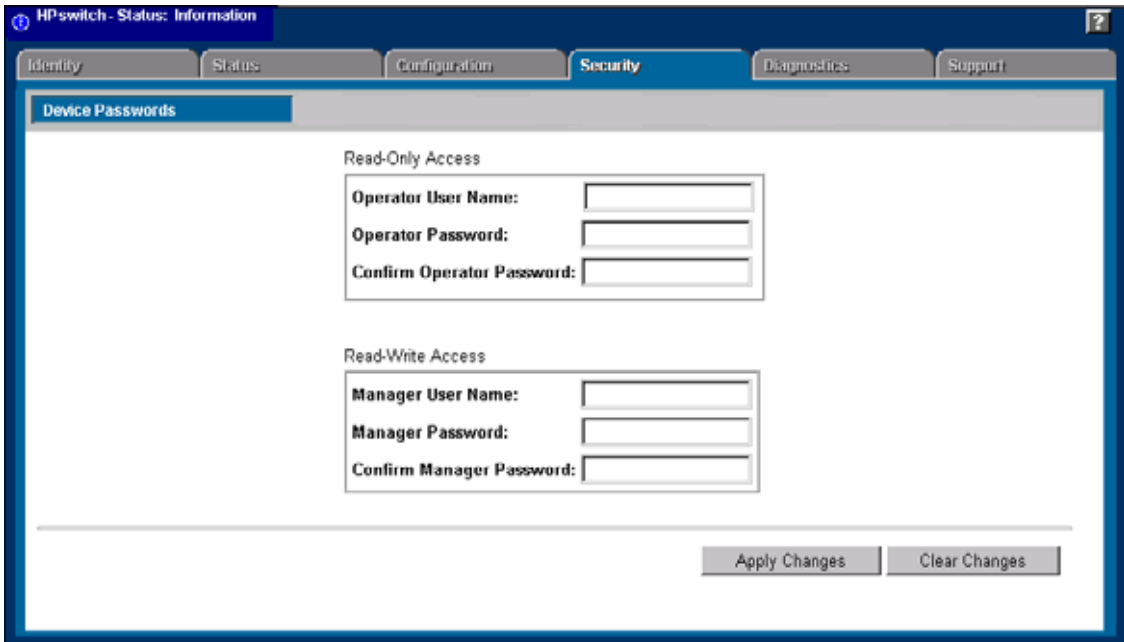 HPswitch - Status: Information
?
Identity Status Configuration Security Diagnostics Support
Device Passwords
Read-Only Access
Operator User Name:
Operator Password:
Confirm Operator Password:
Read-Write Access
Manager User Name:
Manager Password:
Confirm Manager Password:
Apply Changes Clear Changes